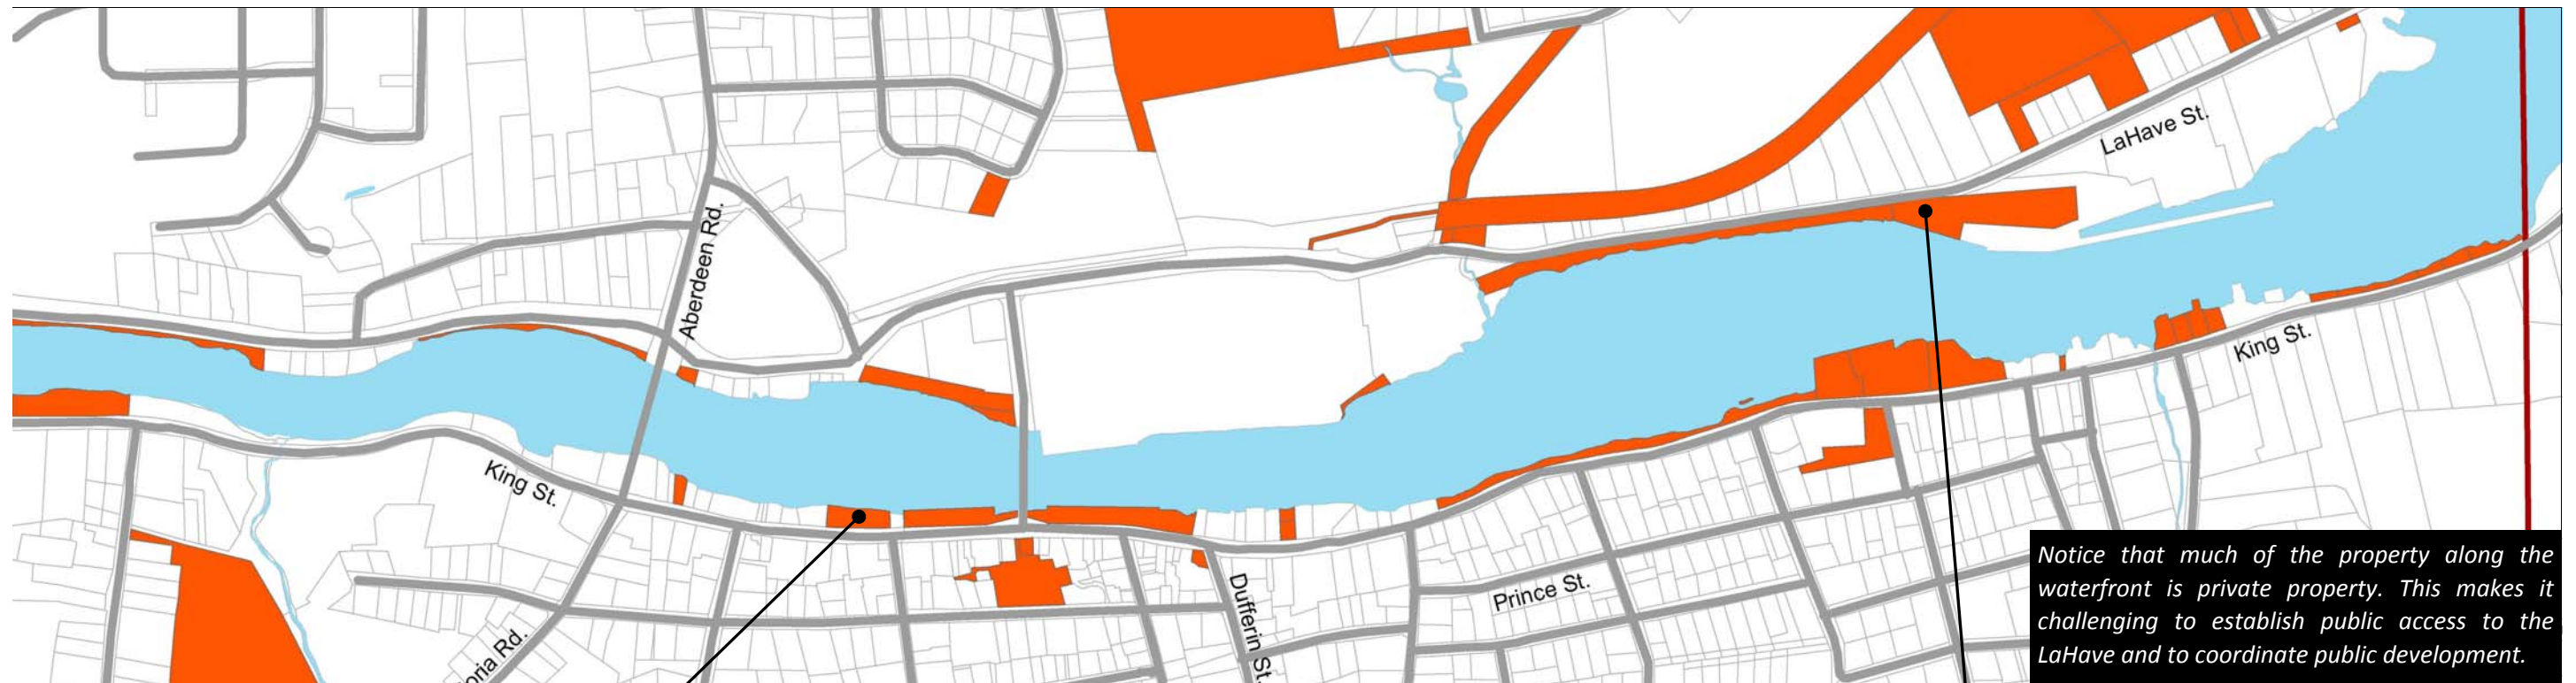 LaHave St.
Aberdeen Rd.
King St.
King St.
Dufferin St.
Prince St.
oria Rd.
Notice that much of the property along the
waterfront is private property. This makes it
challenging to establish public access to the
LaHave and to coordinate public development.